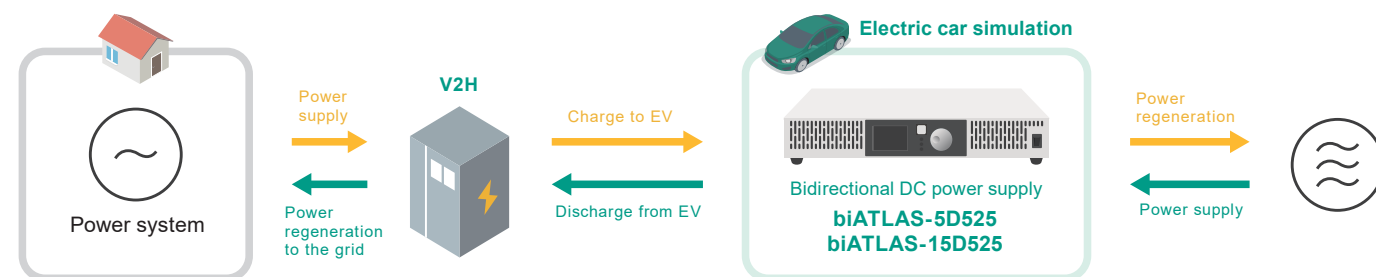 Electric car simulation
V2H
Power
supply
Charge to EV
Power
regeneration
Power system
Power
regeneration
to the grid
Discharge from EV
Bidirectional DC power supply
biATLAS-5D525
biATLAS-15D525
Power supply